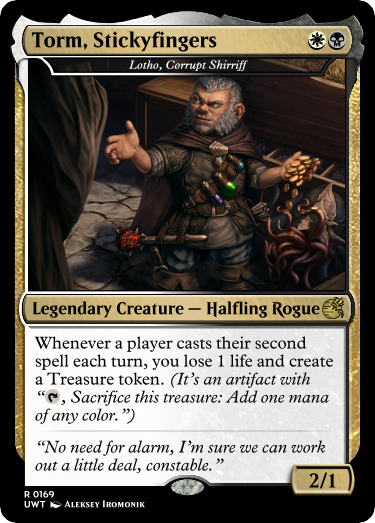 Torm, Stickyfingers
Lotho, Corrupt Shirriff
Legendary Creature — Halfling Rogue
Whenever a player casts their second
spell each turn, you lose 1 life and create
a Treasure token. (It's an artifact with
“, Sacrifice this treasure: Add one mana
of any color.”)
“No need for alarm, I'm sure we can work
out a little deal, constable.”
2/1
R 0169
UWT Aleksey Iromonik